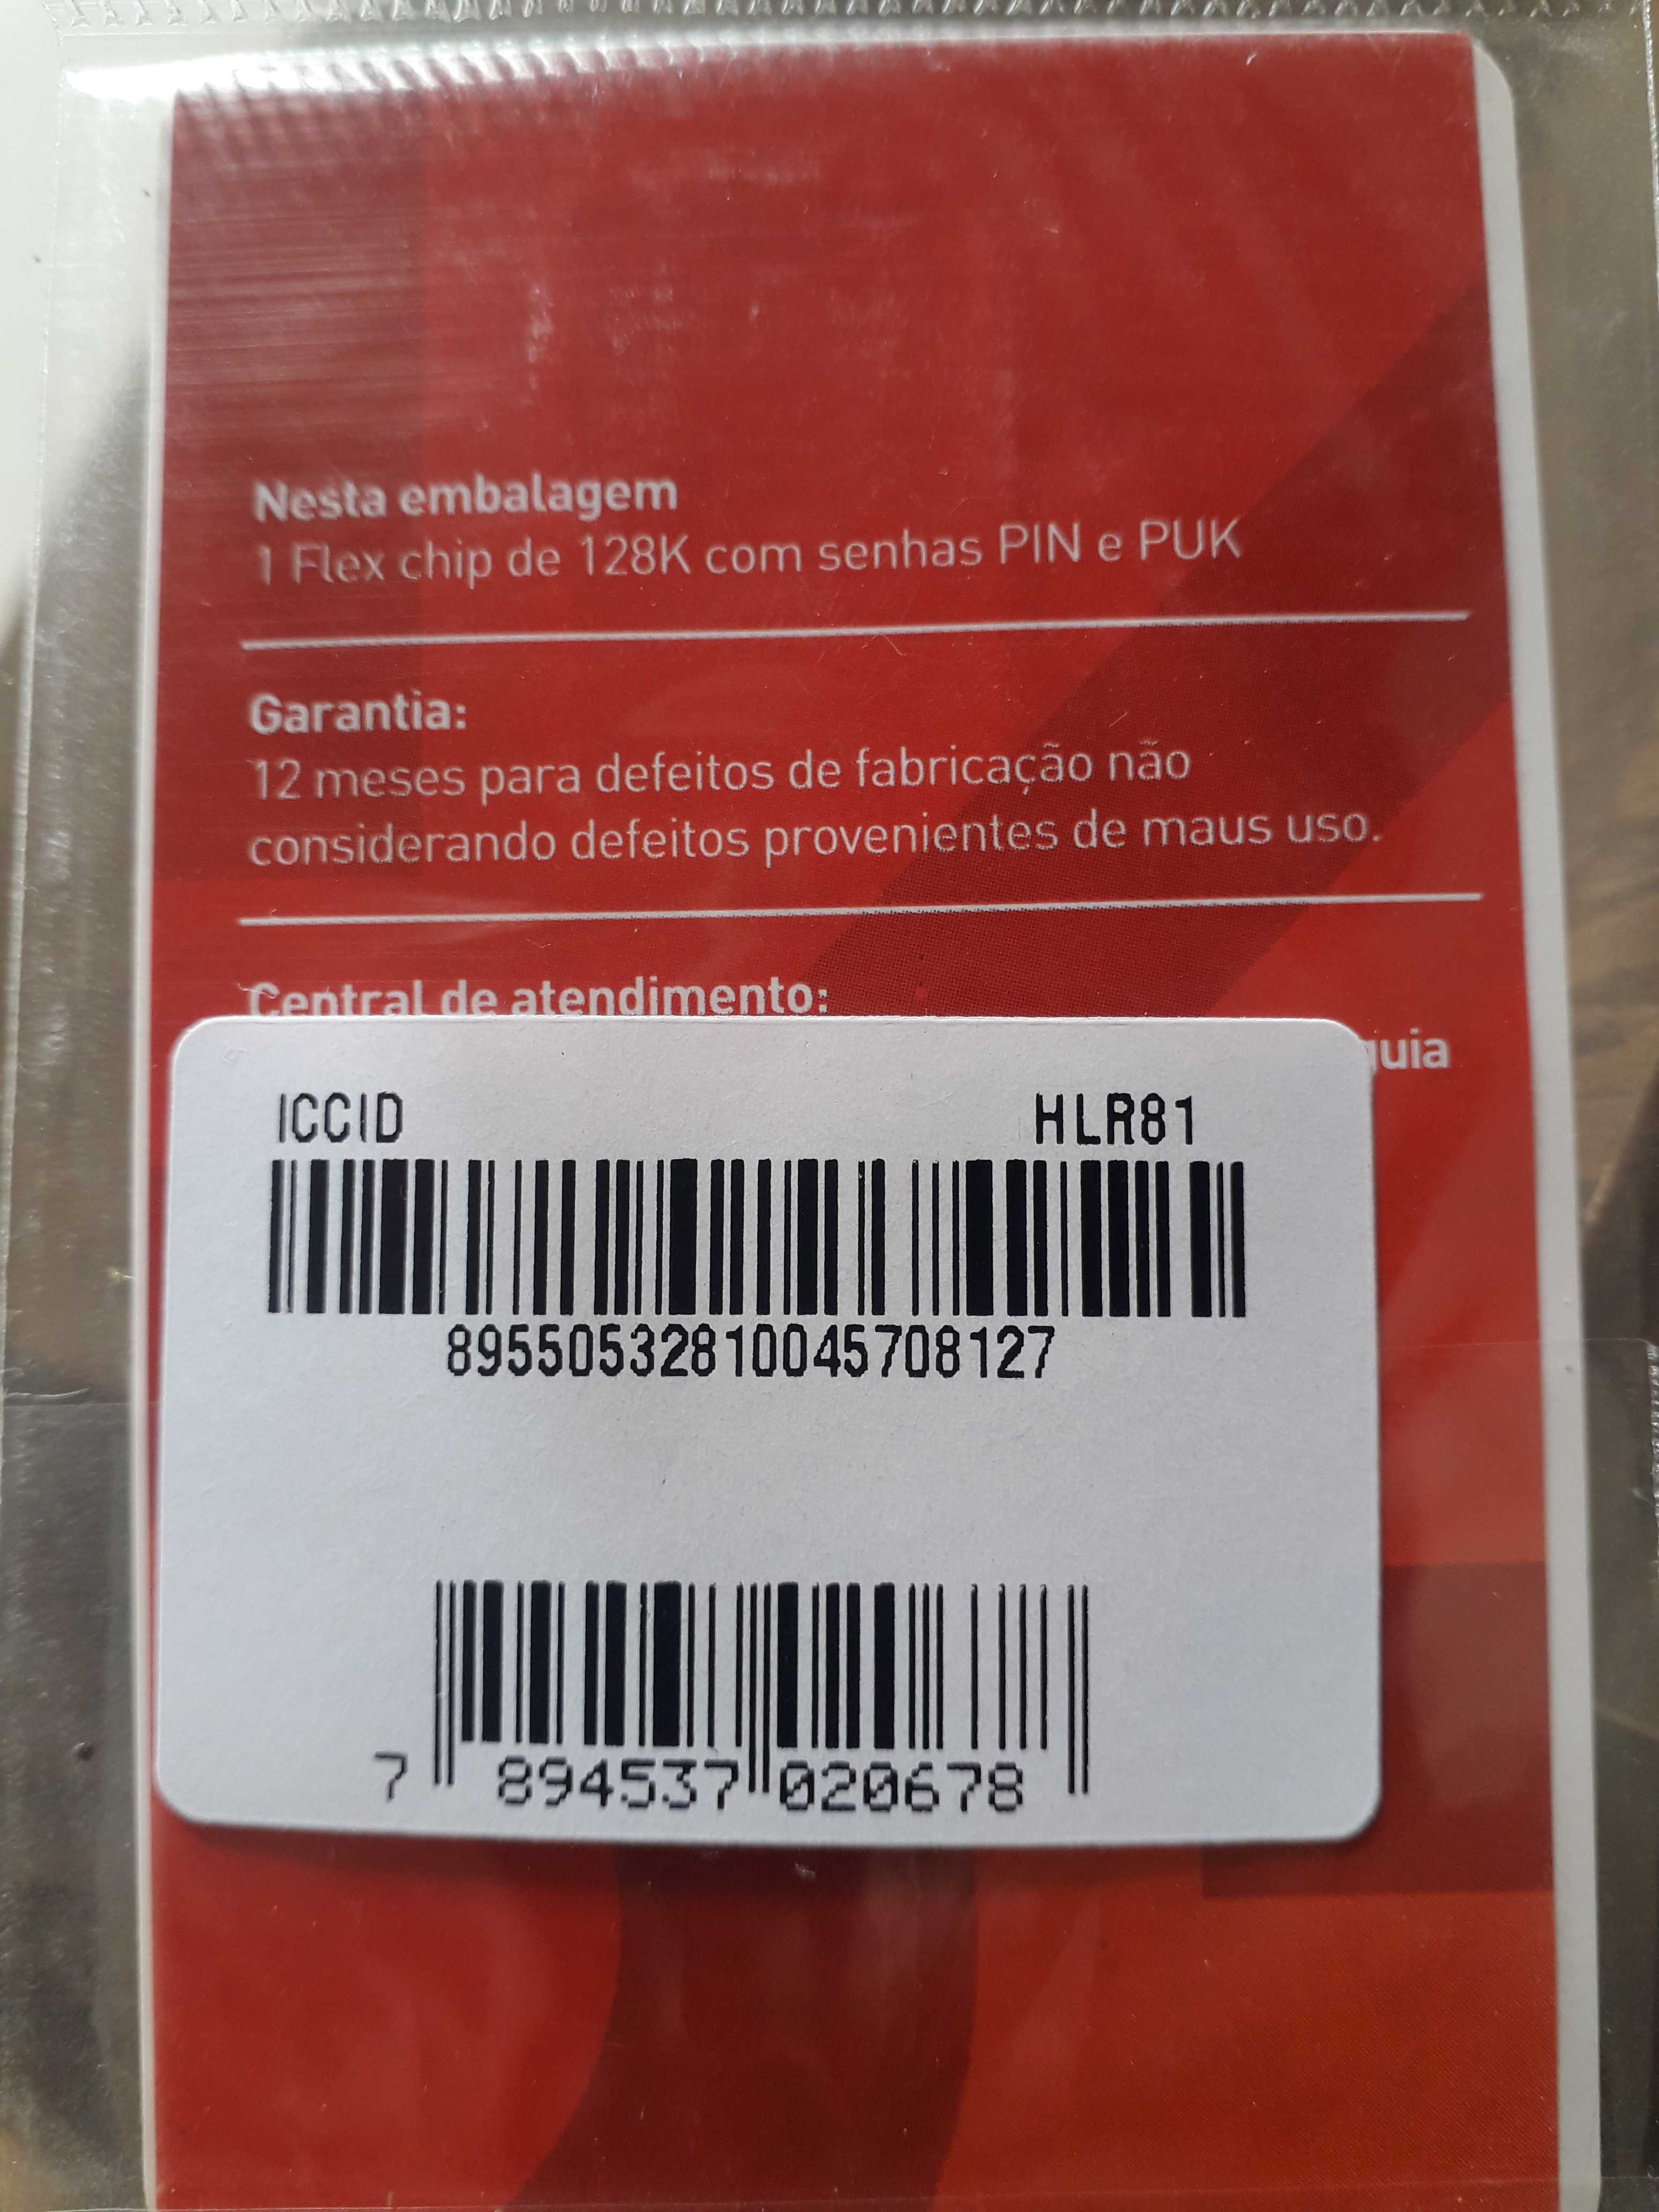 Nesta embalagem
1 Flex chip de 128K com senhas PIN e PUK
Garantia:
12 meses para defeitos de fabricação não
considerando defeitos provenientes de maus uso.
Central de atendimento:
guia
ICCID HLR81
89550532810045708127
7 894537 020678